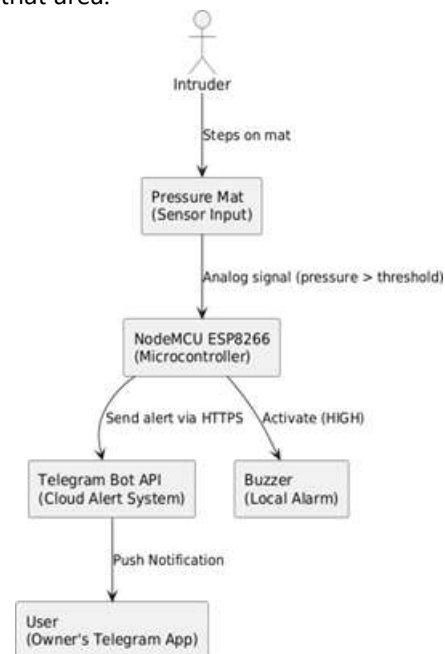 that area.
Intruder
Steps on mat
Pressure Mat
(Sensor Input)
Analog signal (pressure > threshold)
NodeMCU ESP8266
(Microcontroller)
Send alert via HTTPS
Activate (HIGH)
Telegram Bot API
(Cloud Alert System)
Buzzer
(Local Alarm)
Push Notification
User
(Owner's Telegram App)